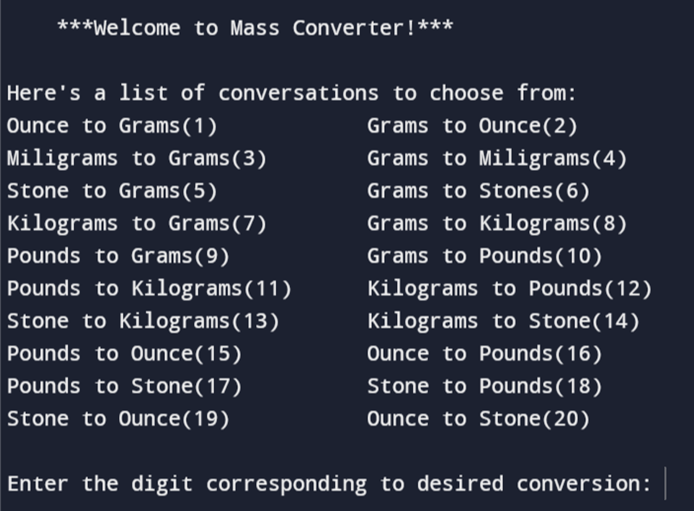 ***Welcome to Mass Converter!***
Here's a list of conversations to choose from:
Ounce to Grams(1) Grams to Ounce(2)
Miligrams to Grams(3) Grams to Miligrams(4)
Stone to Grams(5) Grams to Stones(6)
Kilograms to Grams(7) Grams to Kilograms(8)
Pounds to Grams(9) Grams to Pounds(10)
Pounds to Kilograms(11) Kilograms to Pounds(12)
Stone to Kilograms(13) Kilograms to Stone(14)
Pounds to Ounce(15) Ounce to Pounds(16)
Pounds to Stone(17) Stone to Pounds(18)
Stone to Ounce(19) Ounce to Stone(20)
Enter the digit corresponding to desired conversion: